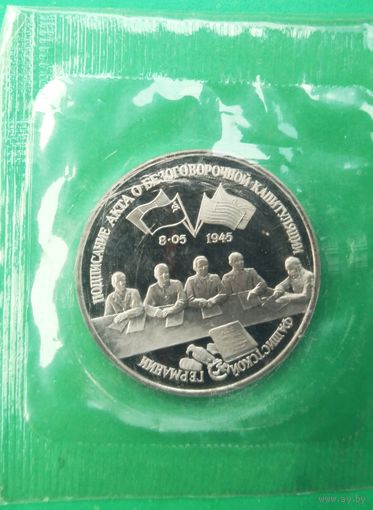 ПОДПИСАНИЕ АКТА О БЕЗОГОВОРОЧНОЙ КАПИТУЛЯЦИИ
8·05 1945
ФАШИСТСКОЙ ГЕРМАНИИ
www.ay.by